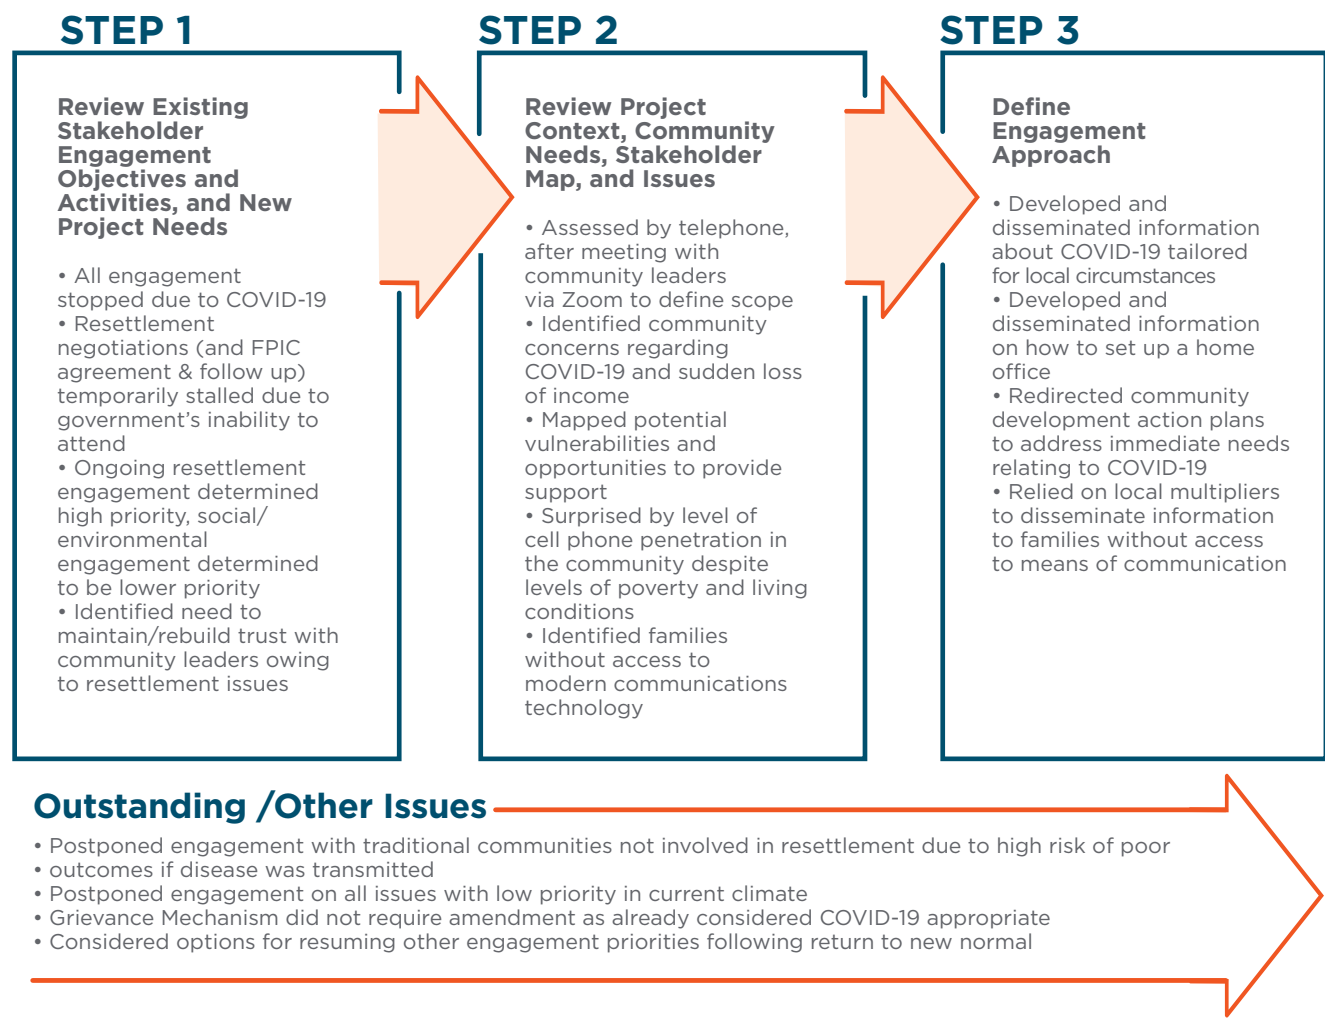 STEP 1
Review Existing
Stakeholder
Engagement
Objectives and
Activities, and New
Project Needs
• All engagement
stopped due to COVID-19
• Resettlement
negotiations (and FPIC
agreement & follow up)
temporarily stalled due to
government’s inability to
attend
• Ongoing resettlement
engagement determined
high priority, social/
environmental
engagement determined
to be lower priority
• Identified need to
maintain/rebuild trust with
community leaders owing
to resettlement issues
STEP 2
Review Project
Context, Community
Needs, Stakeholder
Map, and Issues
• Assessed by telephone,
after meeting with
community leaders
via Zoom to define scope
• Identified community
concerns regarding
COVID-19 and sudden loss
of income
• Mapped potential
vulnerabilities and
opportunities to provide
support
• Surprised by level of
cell phone penetration in
the community despite
levels of poverty and living
conditions
• Identified families
without access to
modern communications
technology
STEP 3
Define
Engagement
Approach
• Developed and
disseminated information
about COVID-19 tailored
for local circumstances
• Developed and
disseminated information
on how to set up a home
office
• Redirected community
development action plans
to address immediate needs
relating to COVID-19
• Relied on local multipliers
to disseminate information
to families without access
to means of communication
Outstanding /Other Issues
• Postponed engagement with traditional communities not involved in resettlement due to high risk of poor
• outcomes if disease was transmitted
• Postponed engagement on all issues with low priority in current climate
• Grievance Mechanism did not require amendment as already considered COVID-19 appropriate
• Considered options for resuming other engagement priorities following return to new normal